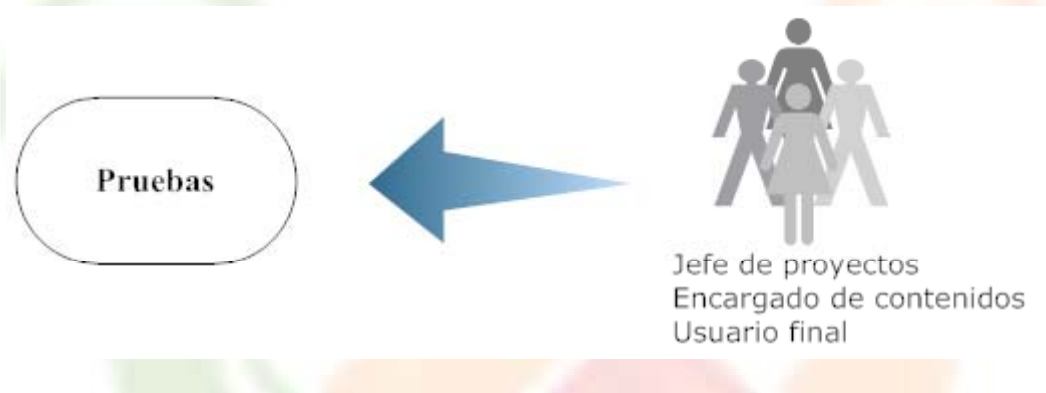 Pruebas
Jefe de proyectos
Encargado de contenidos
Usuario final